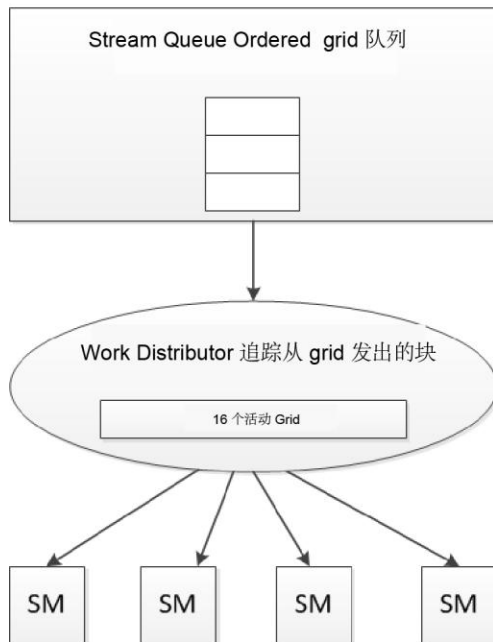 Stream Queue Ordered grid 队列
Work Distributor 追踪从 grid 发出的块
16 个活动 Grid
SM
SM
SM
SM